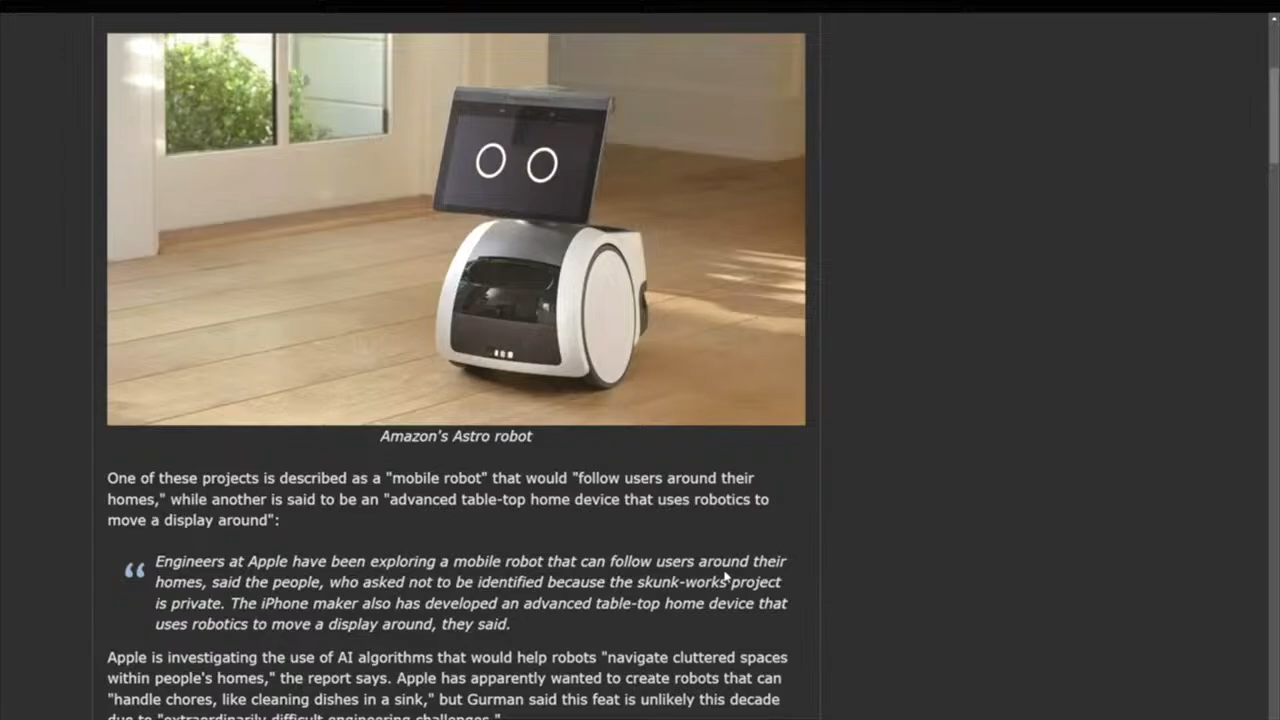 Amazon's Astro robot
One of these projects is described as a "mobile robot" that would "follow users around their
homes," while another is said to be an "advanced table-top home device that uses robotics to
move a display around":
Engineers at Apple have been exploring a mobile robot that can follow users around their
homes, said the people, who asked not to be identified because the skunk-works project
is private. The iPhone maker also has developed an advanced table-top home device that
uses robotics to move a display around, they said.
Apple is investigating the use of AI algorithms that would help robots "navigate cluttered spaces
within people's homes," the report says. Apple has apparently wanted to create robots that can
"handle chores, like cleaning dishes in a sink," but Gurman said this feat is unlikely this decade
due to "extraordinarily difficult engineering challenges."